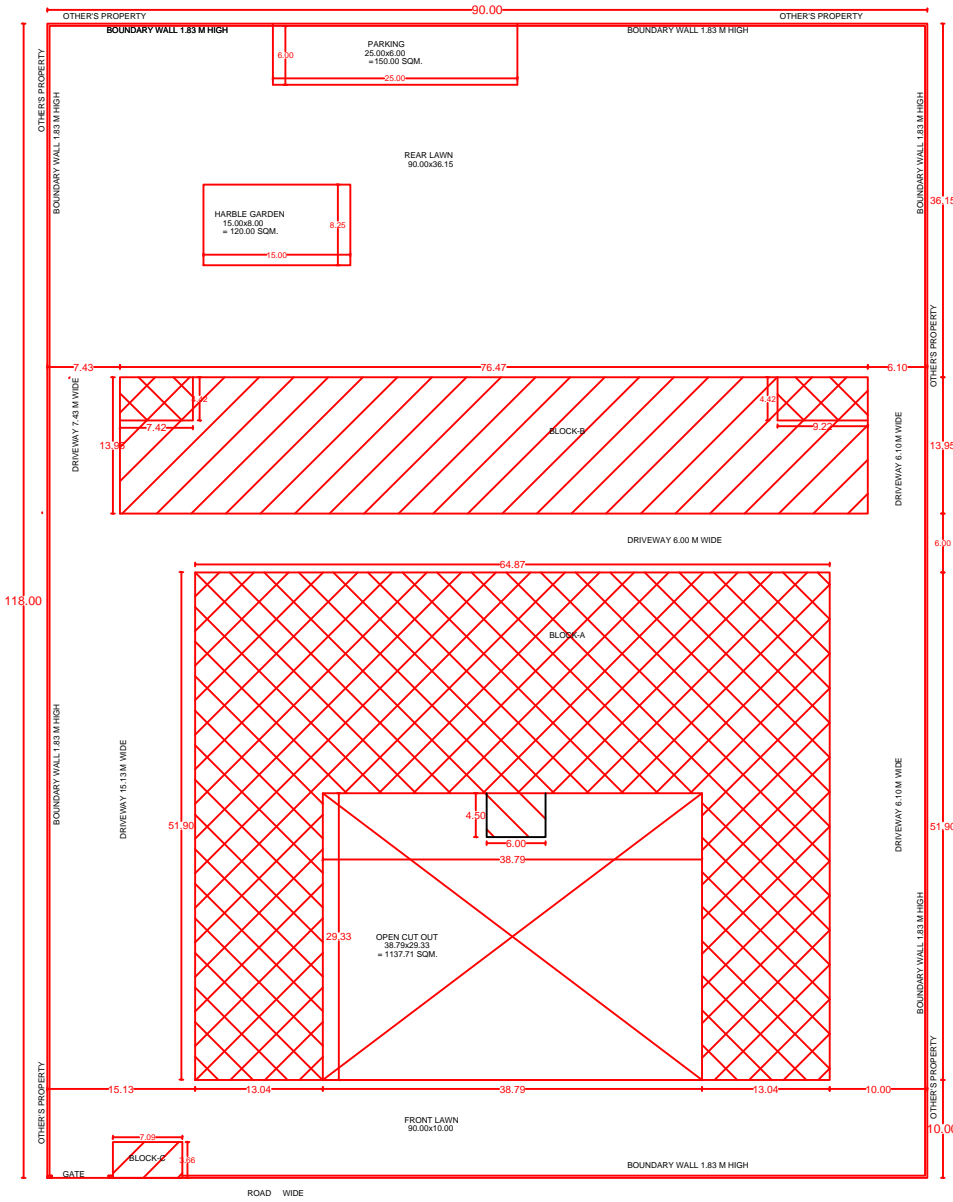 90.00
OTHER'S PROPERTY
OTHER'S PROPERTY
BOUNDARY WALL 1.83 M HIGH
BOUNDARY WALL 1.83 M HIGH
PARKING
25.00x6.00
=150.00 SQM.
6.00
25.00
OTHER'S PROPERTY
BOUNDARY WALL 1.83 M HIGH
BOUNDARY WALL 1.83 M HIGH
REAR LAWN
90.00x36.15
36.15
HARBLE GARDEN
15.00x8.00
= 120.00 SQM.
8.25
15.00
OTHER'S PROPERTY
7.43
76.47
6.10
DRIVEWAY 7.43 M WIDE
4.42
7.42
4.42
9.22
BLOCK-B
13.95
DRIVEWAY 6.10 M WIDE
13.95
DRIVEWAY 6.00 M WIDE
6.00
64.87
118.00
BLOCK-A
BOUNDARY WALL 1.83 M HIGH
DRIVEWAY 15.13 M WIDE
51.90
4.50
6.00
38.79
DRIVEWAY 6.10 M WIDE
51.90
29.33
OPEN CUT OUT
38.79x29.33
= 1137.71 SQM.
BOUNDARY WALL 1.83 M HIGH
OTHER'S PROPERTY
OTHER'S PROPERTY
15.13
13.04
38.79
13.04
10.00
FRONT LAWN
90.00x10.00
10.00
7.09
BLOCK-C
3.66
GATE
BOUNDARY WALL 1.83 M HIGH
ROAD WIDE